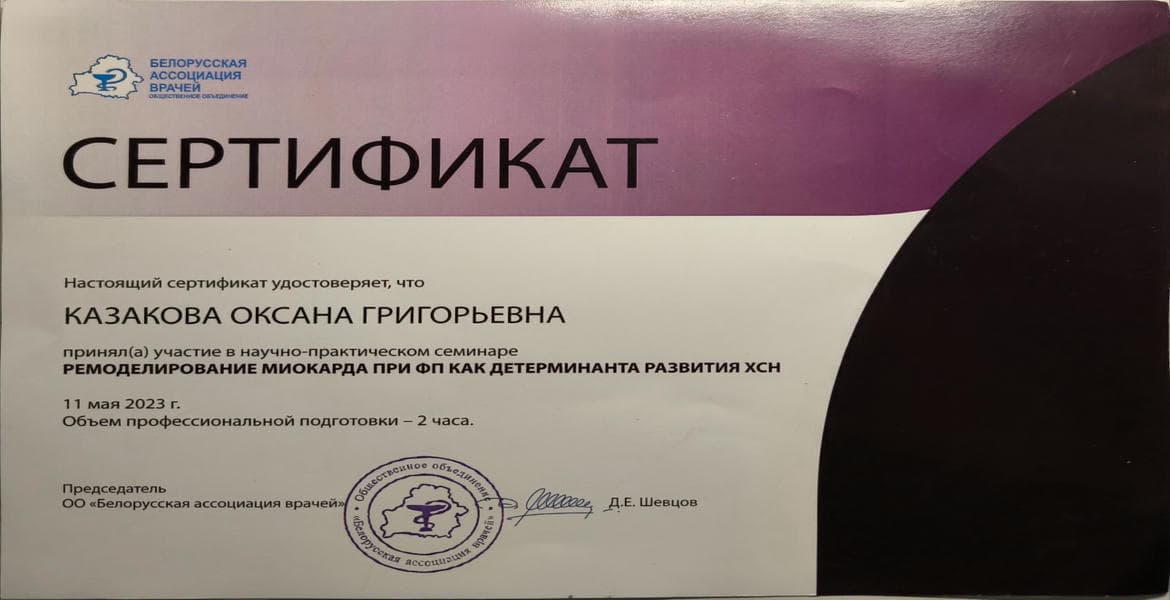 БЕЛОРУССКАЯ
АССОЦИАЦИЯ
ВРАЧЕЙ
ОБЩЕСТВЕННОЕ ОБЪЕДИНЕНИЕ
СЕРТИФИКАТ
Настоящий сертификат удостоверяет, что
КАЗАКОВА ОКСАНА ГРИГОРЬЕВНА
принял(а) участие в научно-практическом семинаре
РЕМОДЕЛИРОВАНИЕ МИОКАРДА ПРИ ФП КАК ДЕТЕРМИНАНТА РАЗВИТИЯ ХСН
11 мая 2023 г.
Объем профессиональной подготовки – 2 часа.
Председатель
ОО «Белорусская ассоциация врачей»
Д.Е. Шевцов
Общественное объединение
«Белорусская ассоциация врачей»